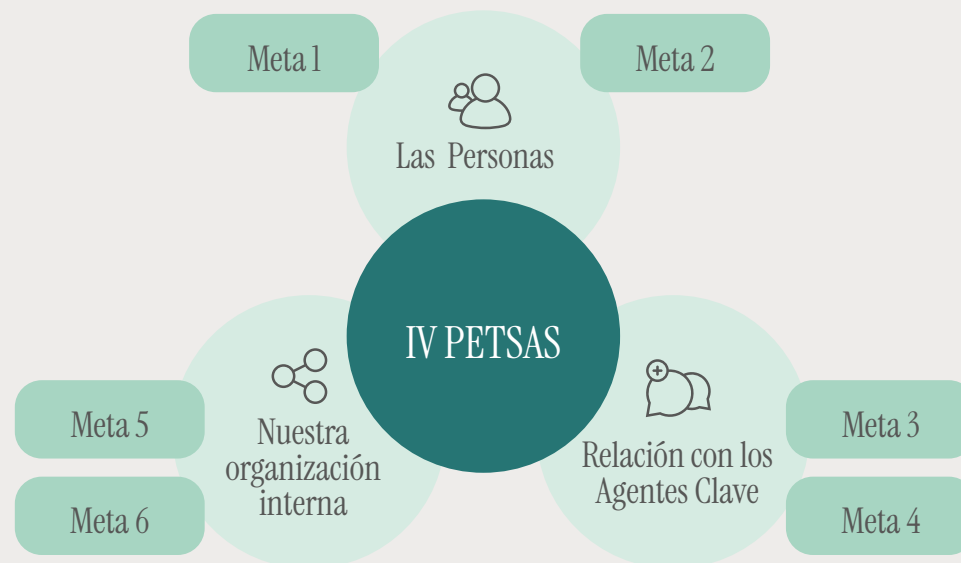 Meta 1
Meta 2
Las Personas
IV PETSAS
Meta 5
Meta 6
Nuestra
organización
interna
Relación con los
Agentes Clave
Meta 3
Meta 4